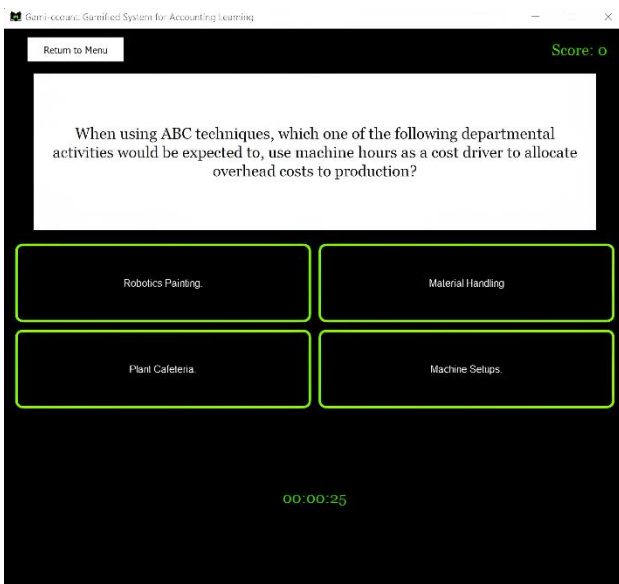 Gami-ccount: Gamified System for Accounting Learning
Return to Menu
Score: 0
When using ABC techniques, which one of the following departmental
activities would be expected to, use machine hours as a cost driver to allocate
overhead costs to production?
Robotics Painting.
Material Handling
Plant Cafeteria.
Machine Setups.
00:00:25